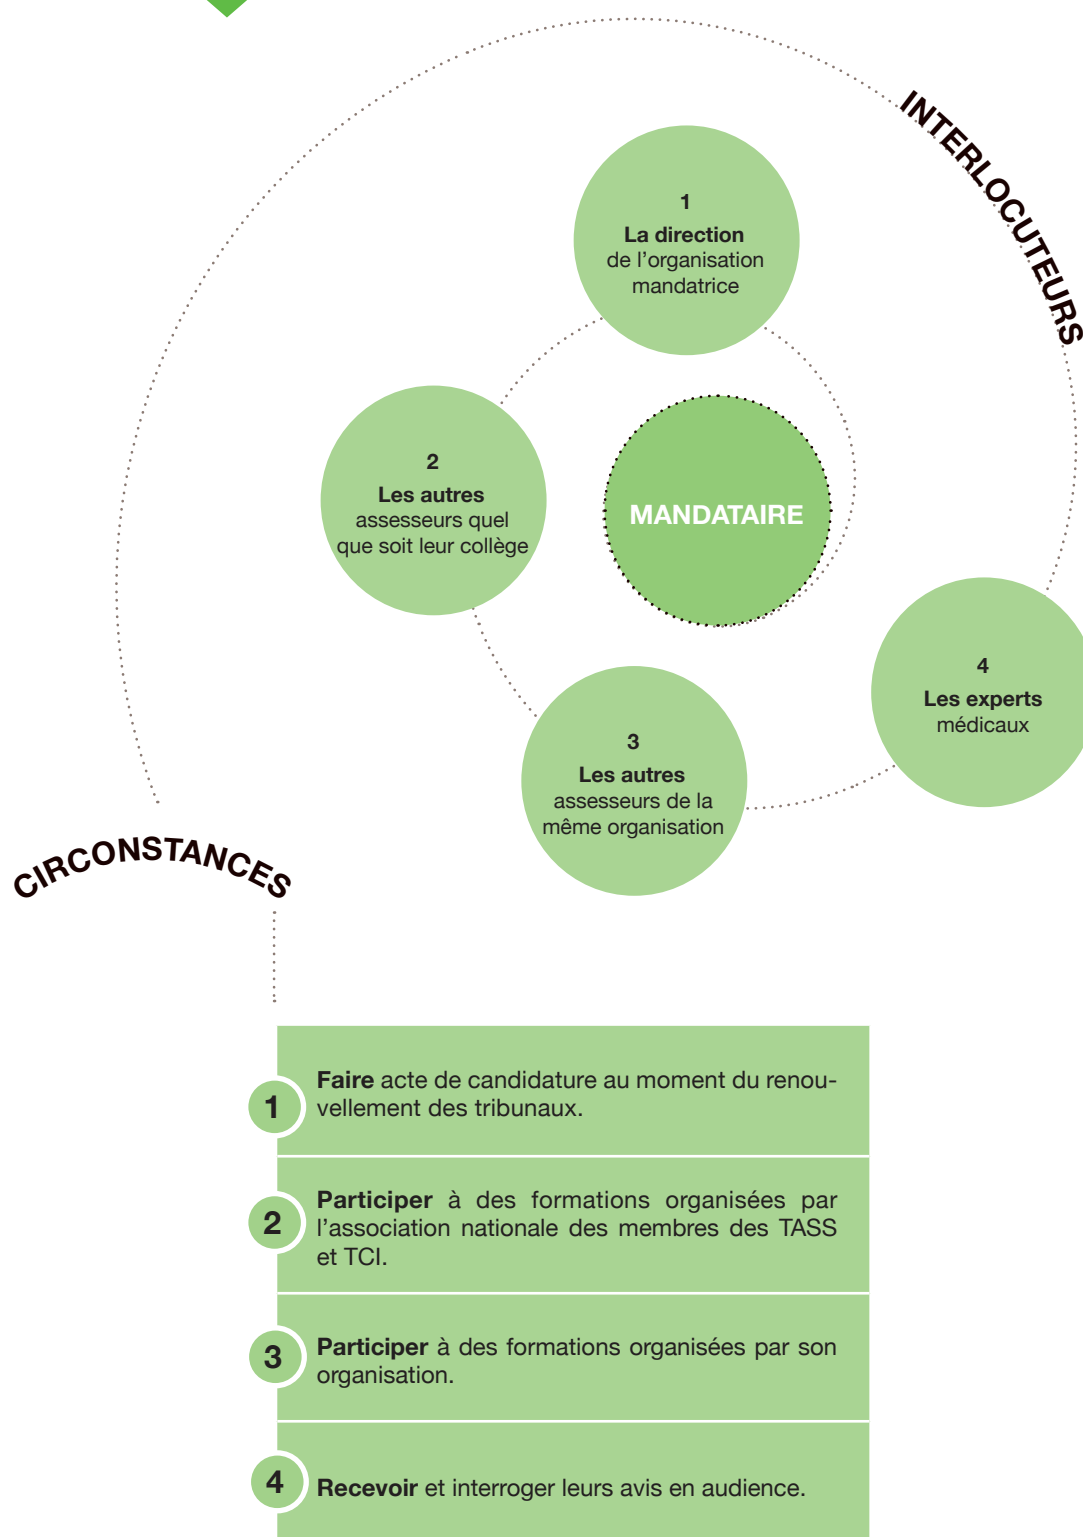 INTERLOCUTEURS
1
La direction
de l’organisation
mandatrice
2
Les autres
assesseurs quel
que soit leur collège
MANDATAIRE
4
Les experts
médicaux
3
Les autres
assesseurs de la
même organisation
CIRCONSTANCES
1
Faire acte de candidature au moment du renou-
vellement des tribunaux.
2
Participer à des formations organisées par
l’association nationale des membres des TASS
et TCI.
3
Participer à des formations organisées par son
organisation.
4
Recevoir et interroger leurs avis en audience.